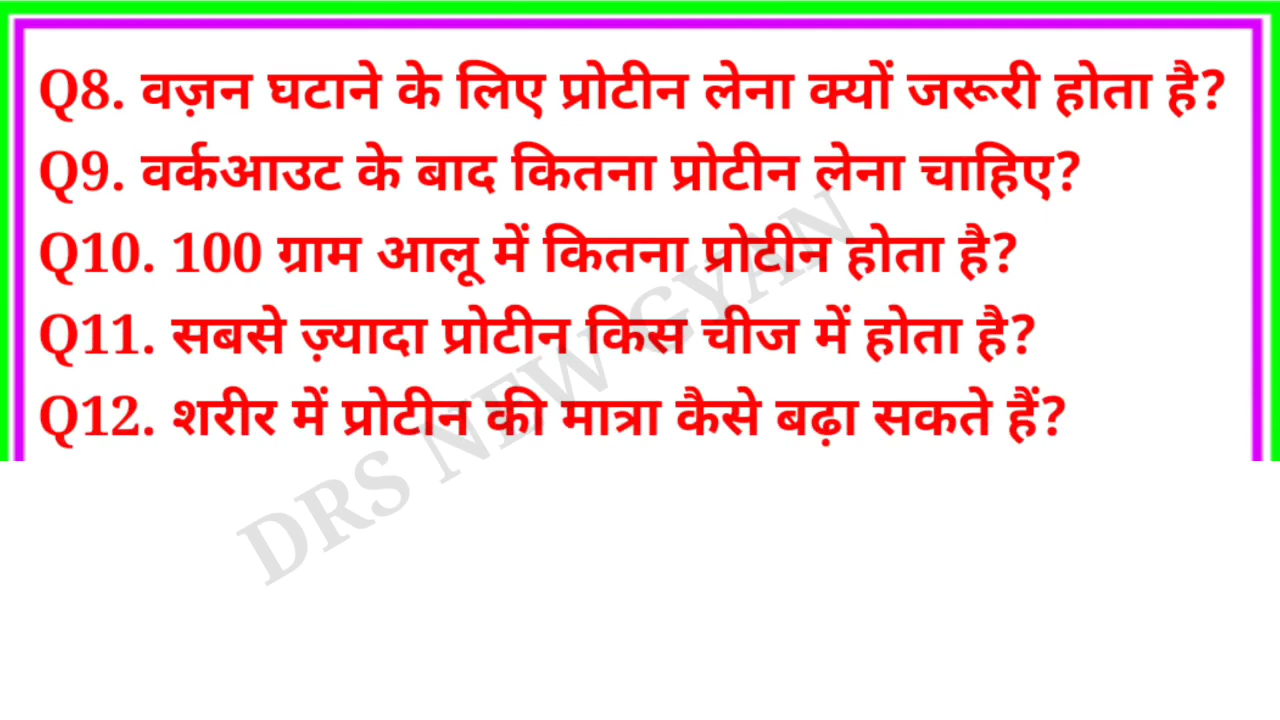 Q8. वज़न घटाने के लिए प्रोटीन लेना क्यों जरूरी होता है?
Q9. वर्कआउट के बाद कितना प्रोटीन लेना चाहिए?
Q10. 100 ग्राम आलू में कितना प्रोटीन होता है?
Q11. सबसे ज़्यादा प्रोटीन किस चीज में होता है?
Q12. शरीर में प्रोटीन की मात्रा कैसे बढ़ा सकते हैं?
DRS NEW GYAN